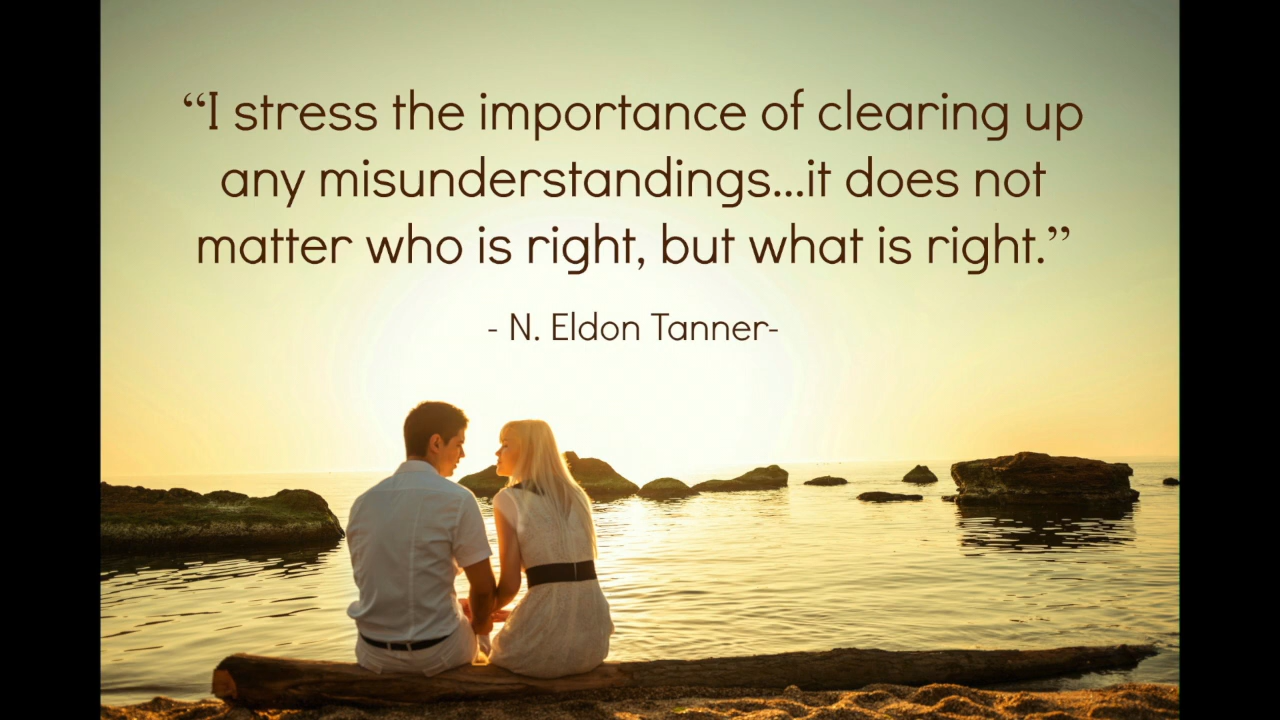 “I stress the importance of clearing up
any misunderstandings...it does not
matter who is right, but what is right.”
- N. Eldon Tanner-